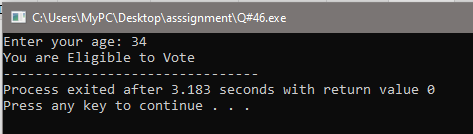 C:\Users\MyPC\Desktop\asssignment\Q#46.exe
Enter your age: 34
You are Eligible to Vote
--------------------------------
Process exited after 3.183 seconds with return value 0
Press any key to continue . . .